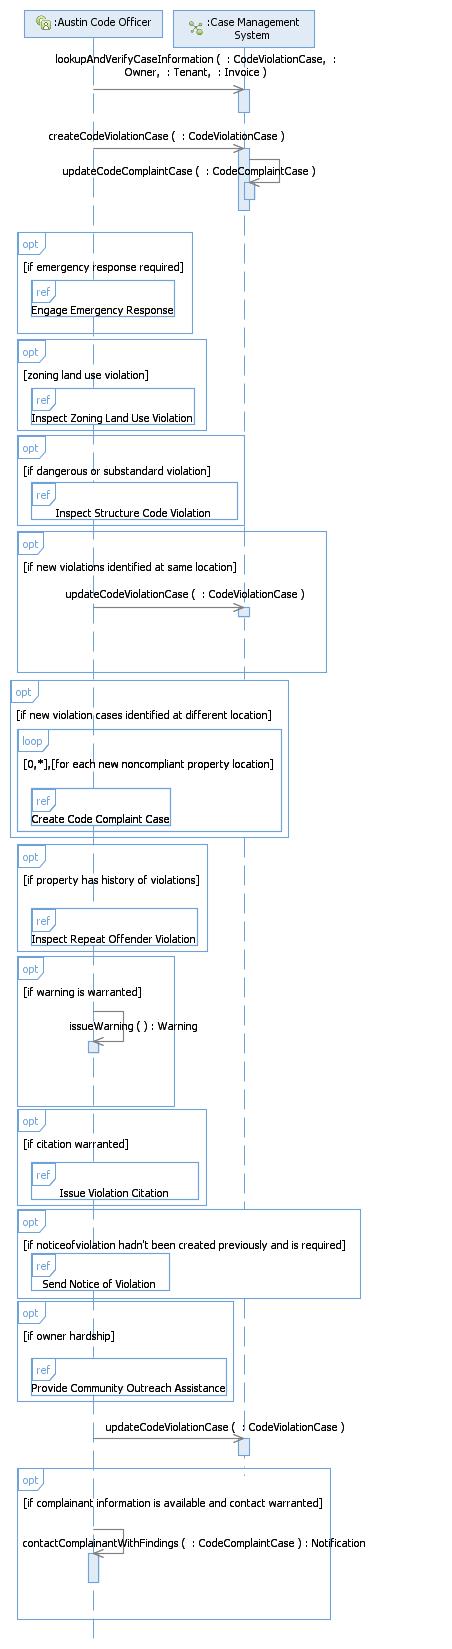 :Austin Code Officer
:Case Management
System
lookupAndVerifyCaseInformation (  : CodeViolationCase,  :
Owner,  : Tenant,  : Invoice )
createCodeViolationCase (  : CodeViolationCase )
updateCodeComplaintCase (  : CodeComplaintCase )
opt
[if emergency response required]
ref
Engage Emergency Response
opt
[zoning land use violation]
ref
Inspect Zoning Land Use Violation
opt
[if dangerous or substandard violation]
ref
Inspect Structure Code Violation
opt
[if new violations identified at same location]
updateCodeViolationCase (  : CodeViolationCase )
opt
[if new violation cases identified at different location]
loop
[0,*],[for each new noncompliant property location]
ref
Create Code Complaint Case
opt
[if property has history of violations]
ref
Inspect Repeat Offender Violation
opt
[if warning is warranted]
issueWarning ( ) : Warning
opt
[if citation warranted]
ref
Issue Violation Citation
opt
[if noticeofviolation hadn't been created previously and is required]
ref
Send Notice of Violation
opt
[if owner hardship]
ref
Provide Community Outreach Assistance
updateCodeViolationCase (  : CodeViolationCase )
opt
[if complainant information is available and contact warranted]
contactComplainantWithFindings (  : CodeComplaintCase ) : Notification